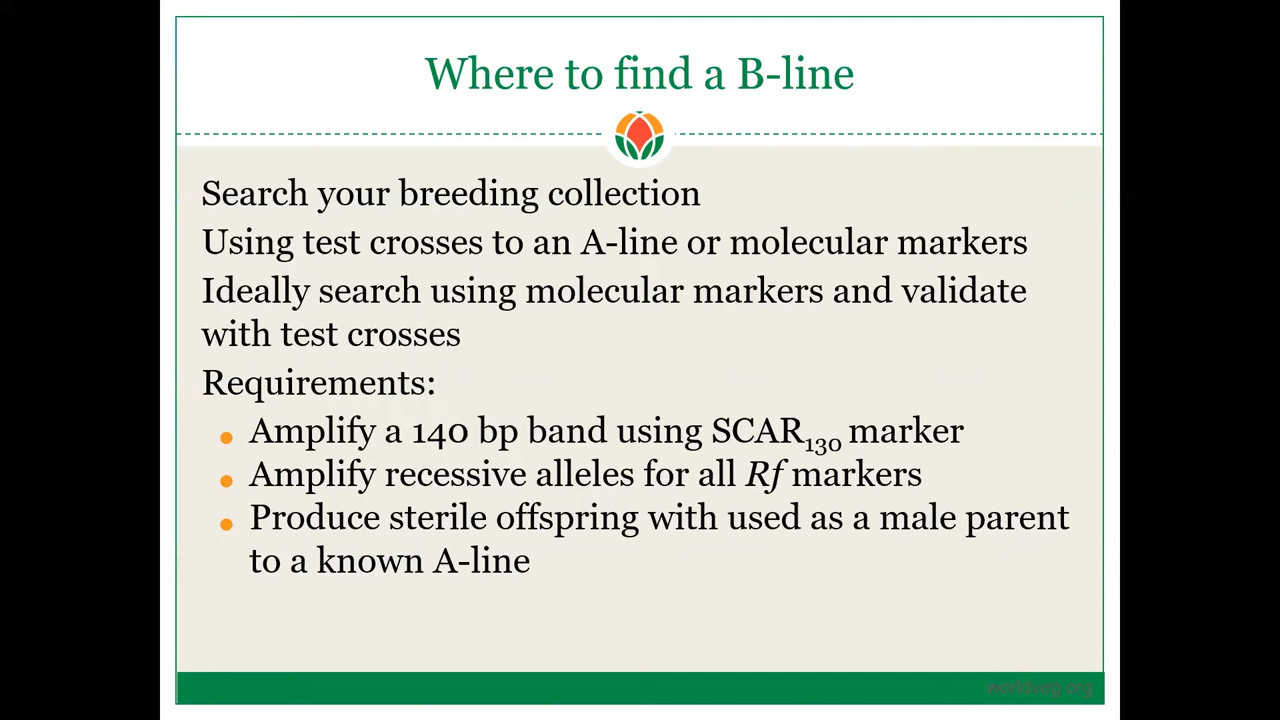 Where to find a B-line
Search your breeding collection
Using test crosses to an A-line or molecular markers
Ideally search using molecular markers and validate
with test crosses
Requirements:
Amplify a 140 bp band using SCAR130 marker
Amplify recessive alleles for all Rf markers
Produce sterile offspring with used as a male parent
to a known A-line
worldveg.org